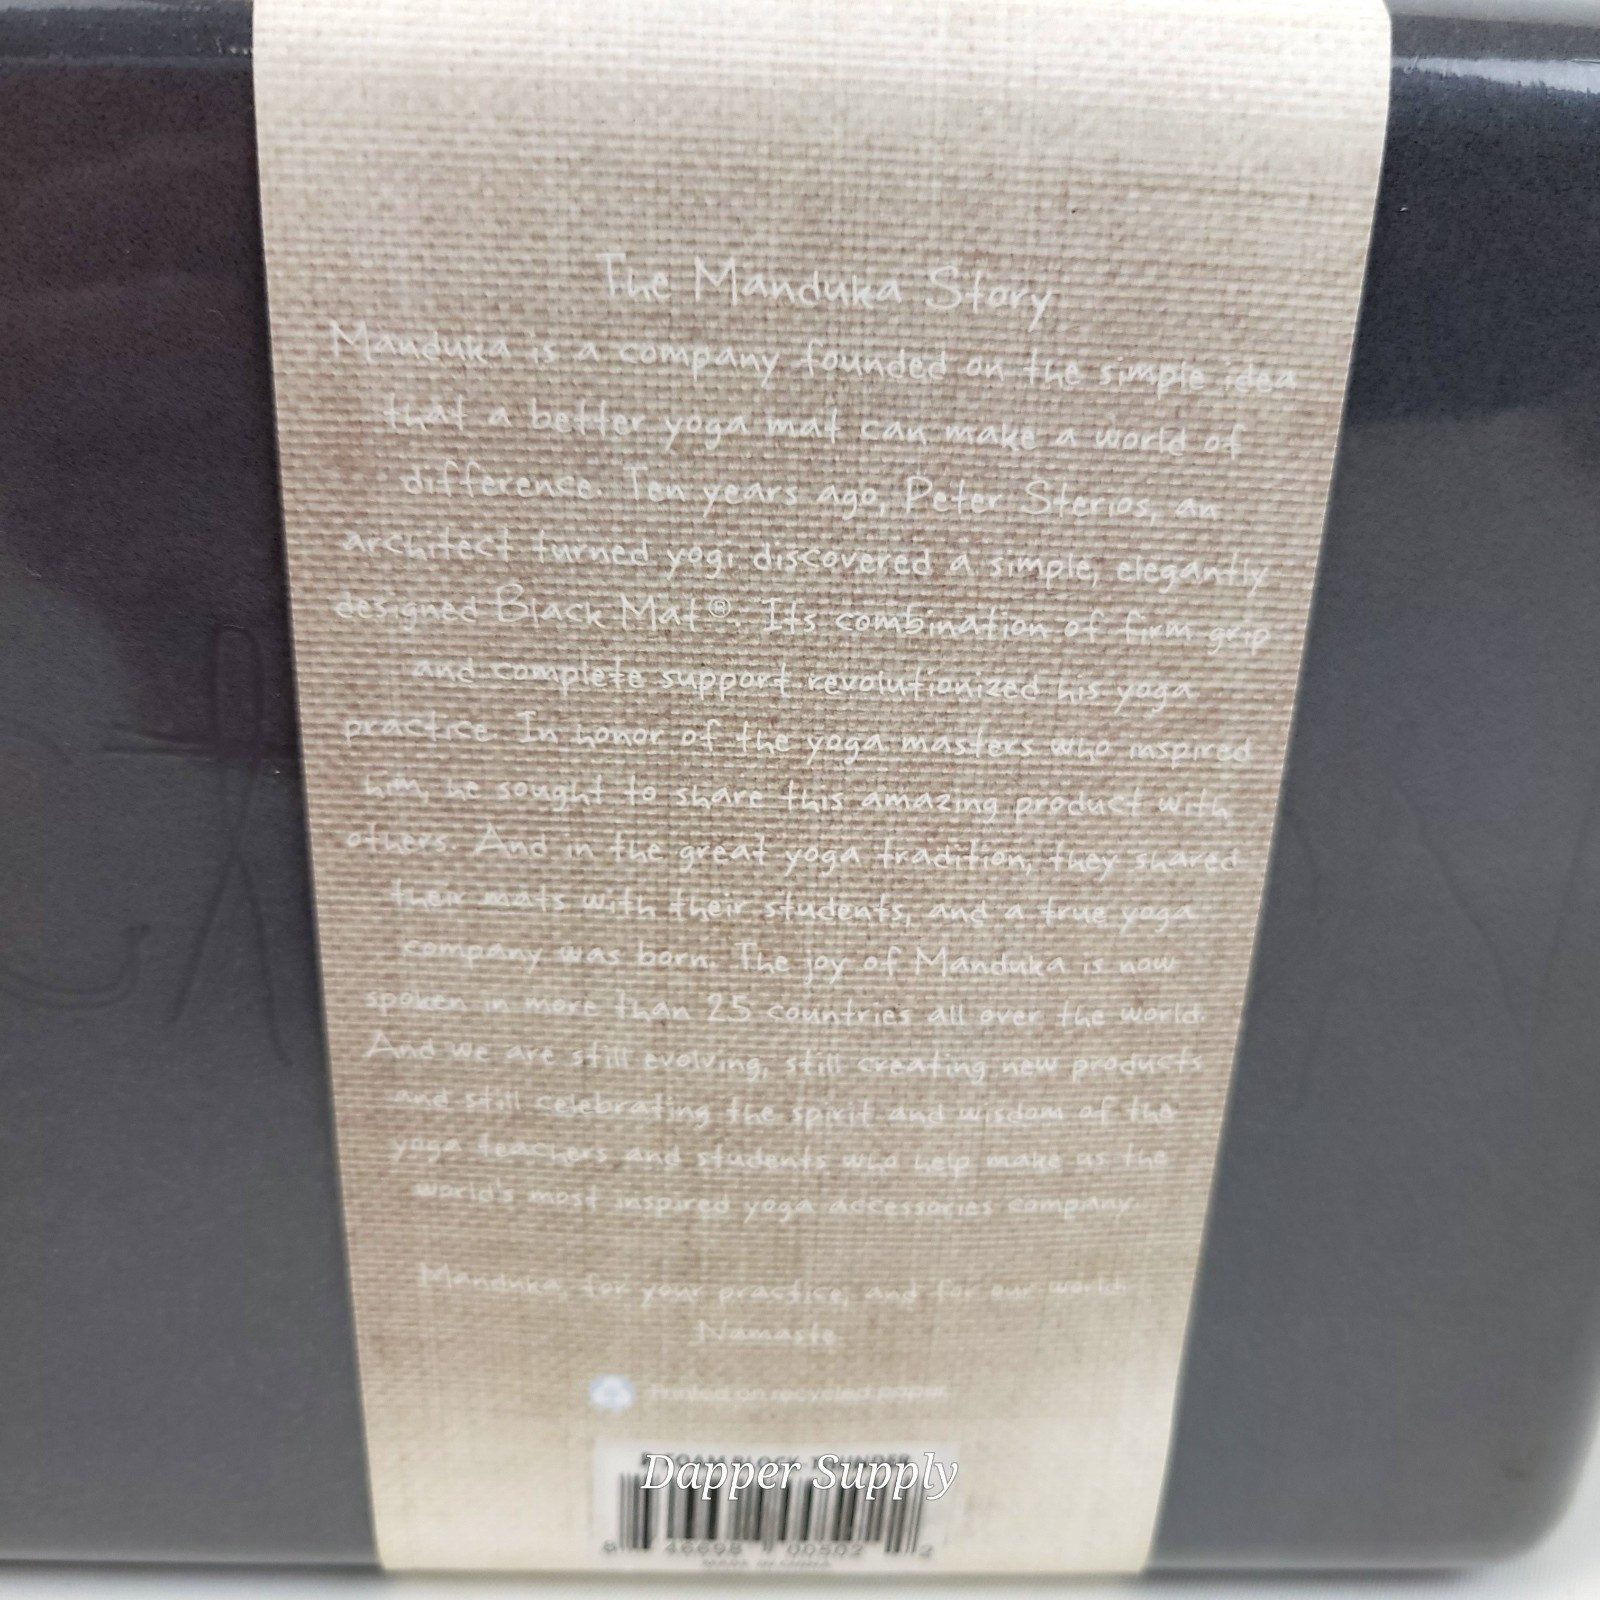 The Manduka Story
Manduka is a company founded on the simple idea
that a better yoga mat can make a world of
difference. Ten years ago, Peter Sterios, an
architect turned yogi discovered a simple, elegantly
designed Black Mat®. Its combination of firm grip
and complete support revolutionized his yoga
practice. In honor of the yoga masters who inspired
him, he sought to share this amazing product with
others. And in the great yoga tradition, they shared
their mats with their students, and a true yoga
company was born. The joy of Manduka is now
spoken in more than 25 countries all over the world.
And we are still evolving, still creating new products
and still celebrating the spirit and wisdom of the
yoga teachers and students who help make us the
world's most inspired yoga accessories company.
Manduka, for your practice, and for our world.
Namaste
Printed on recycled paper
Dapper Supply
8 46698 00502 2
MADE IN CHINA